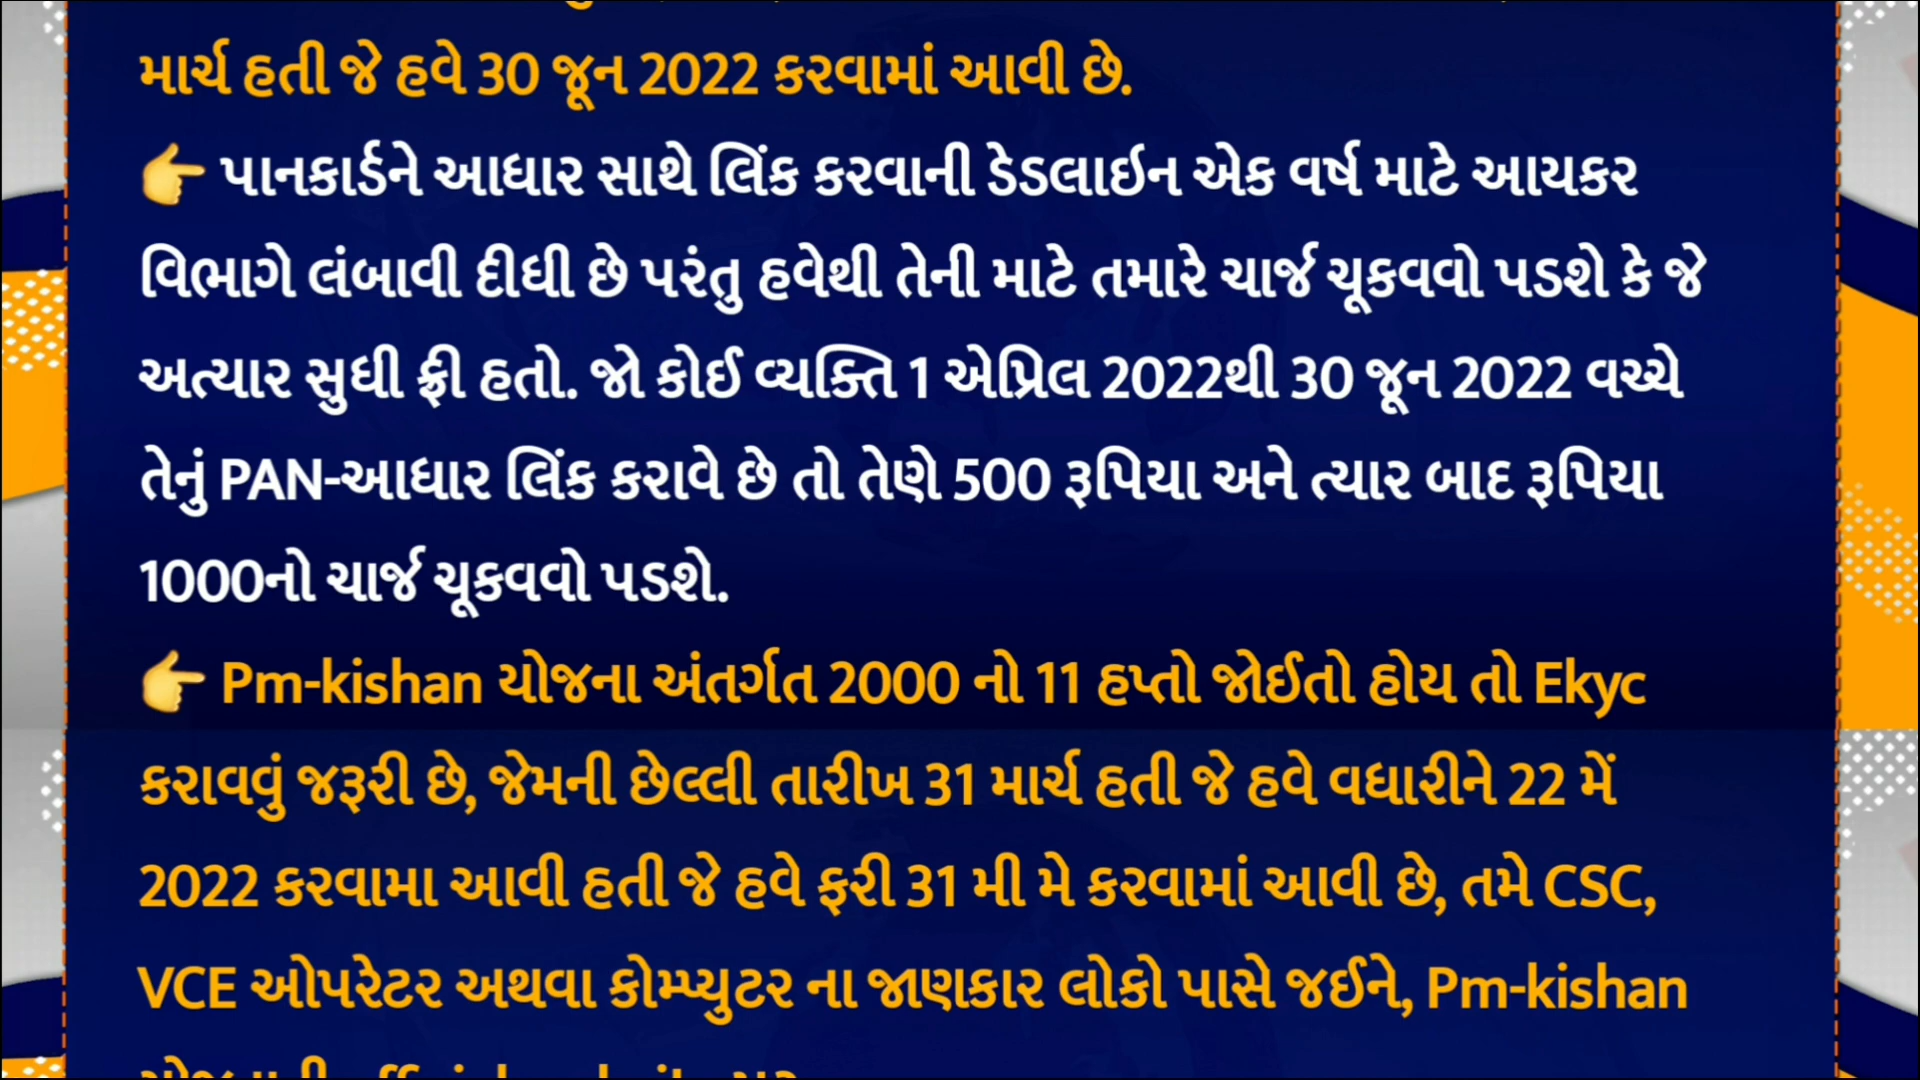 માર્ચ હતી જે હવે 30 જૂન 2022 કરવામાં આવી છે.
👉 પાનકાર્ડને આધાર સાથે લિંક કરવાની ડેડલાઇન એક વર્ષ માટે આયકર
વિભાગે લંબાવી દીધી છે પરંતુ હવેથી તેની માટે તમારે ચાર્જ ચૂકવવો પડશે કે જે
અત્યાર સુધી ફ્રી હતો. જો કોઈ વ્યક્તિ 1 એપ્રિલ 2022થી 30 જૂન 2022 વચ્ચે
તેનું PAN-આધાર લિંક કરાવે છે તો તેણે 500 રૂપિયા અને ત્યાર બાદ રૂપિયા
1000નો ચાર્જ ચૂકવવો પડશે.
👉 Pm-kishan યોજના અંતર્ગત 2000 નો 11 હપ્તો જોઈતો હોય તો Ekyc
કરાવવું જરૂરી છે, જેમની છેલ્લી તારીખ 31 માર્ચ હતી જે હવે વધારીને 22 મેં
2022 કરવામા આવી હતી જે હવે ફરી 31 મી મે કરવામાં આવી છે, તમે CSC,
VCE ઓપરેટર અથવા કોમ્પ્યુટર ના જાણકાર લોકો પાસે જઈને, Pm-kishan